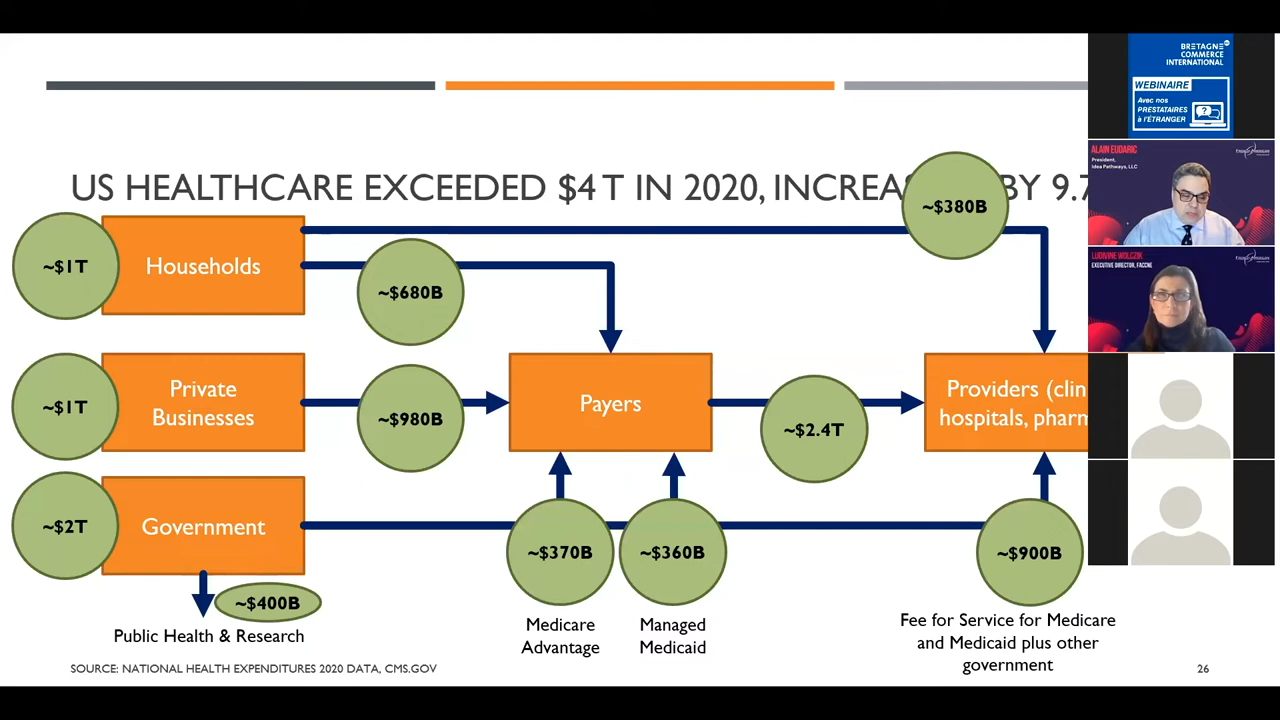 US HEALTHCARE EXCEEDED $4 T IN 2020, INCREA BY 9.7
~$380B
~$1T
Households
~$680B
~$1T
Private
Businesses
~$980B
Payers
~$2.4T
Providers (clin
hospitals, pharm
~$2T
Government
~$370B
~$360B
~$900B
~$400B
Public Health & Research
Medicare
Advantage
Managed
Medicaid
Fee for Service for Medicare
and Medicaid plus other
government
SOURCE: NATIONAL HEALTH EXPENDITURES 2020 DATA, CMS.GOV
26
BRETAGNE
COMMERCE
INTERNATIONAL
WEBINAIRE
Avec nos
PRESTATAIRES
à l'ÉTRANGER
ALAIN EUDARIC
President,
Idea Pathways, LLC
LUDIVINE WOLCZIK
EXECUTIVE DIRECTOR, FACCNE